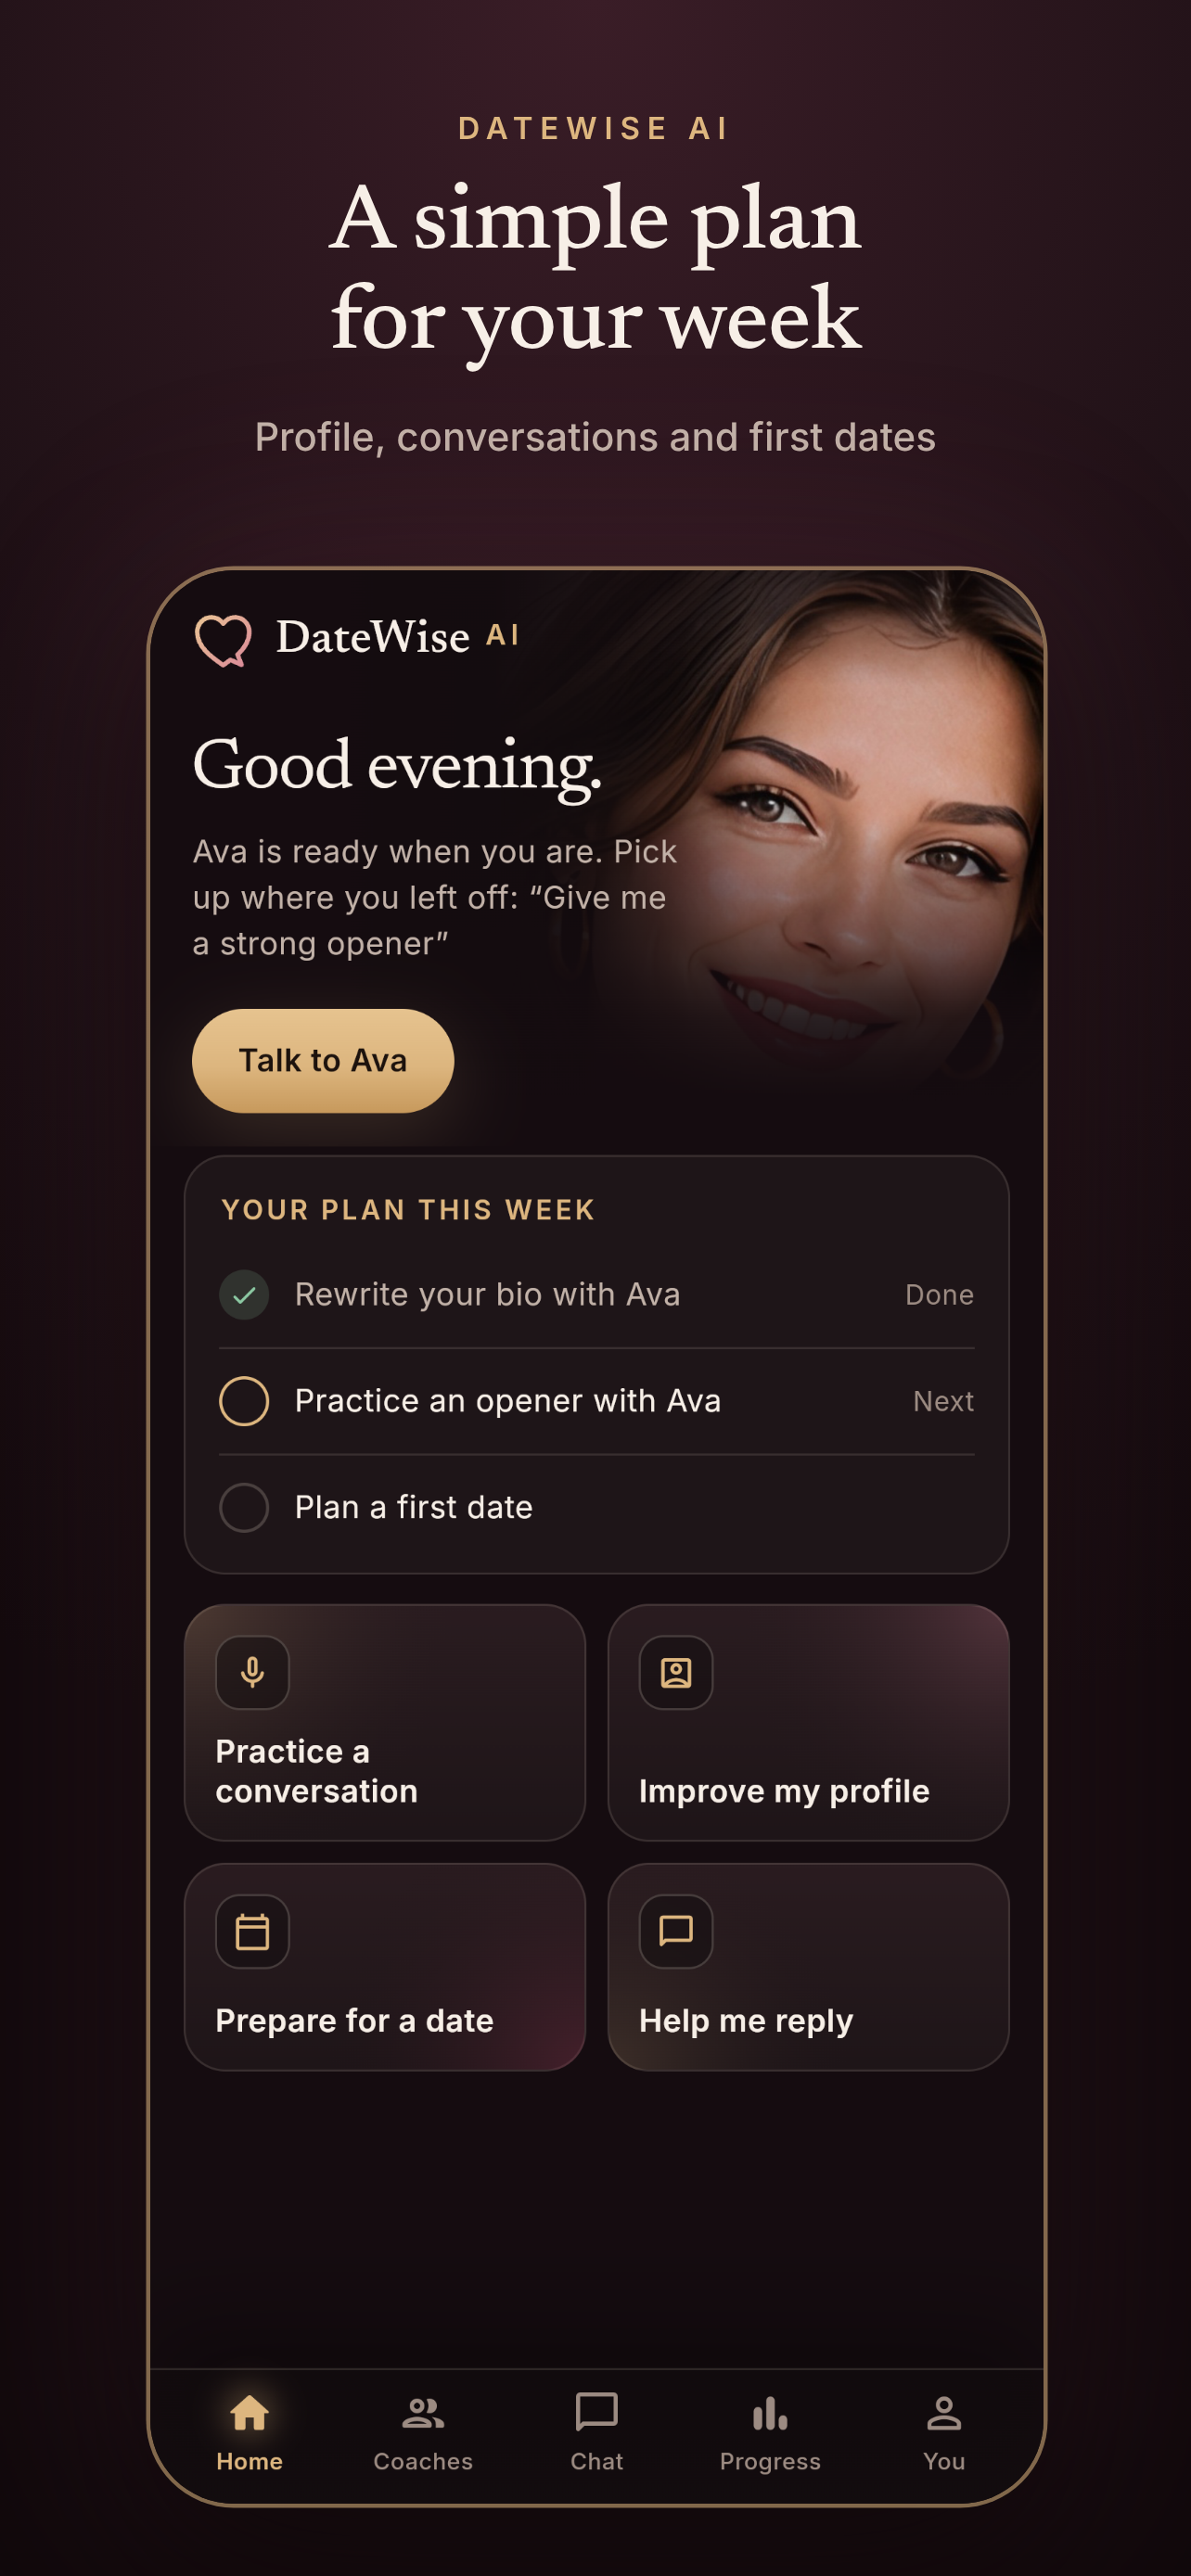 DATEWISE AI
A simple plan
for your week
Profile, conversations and first dates
DateWise AI
Good evening.
Ava is ready when you are. Pick
up where you left off: “Give me
a strong opener”
Talk to Ava
YOUR PLAN THIS WEEK
Rewrite your bio with Ava Done
Practice an opener with Ava Next
Plan a first date
Practice a
conversation
Improve my profile
Prepare for a date
Help me reply
Home Coaches Chat Progress You